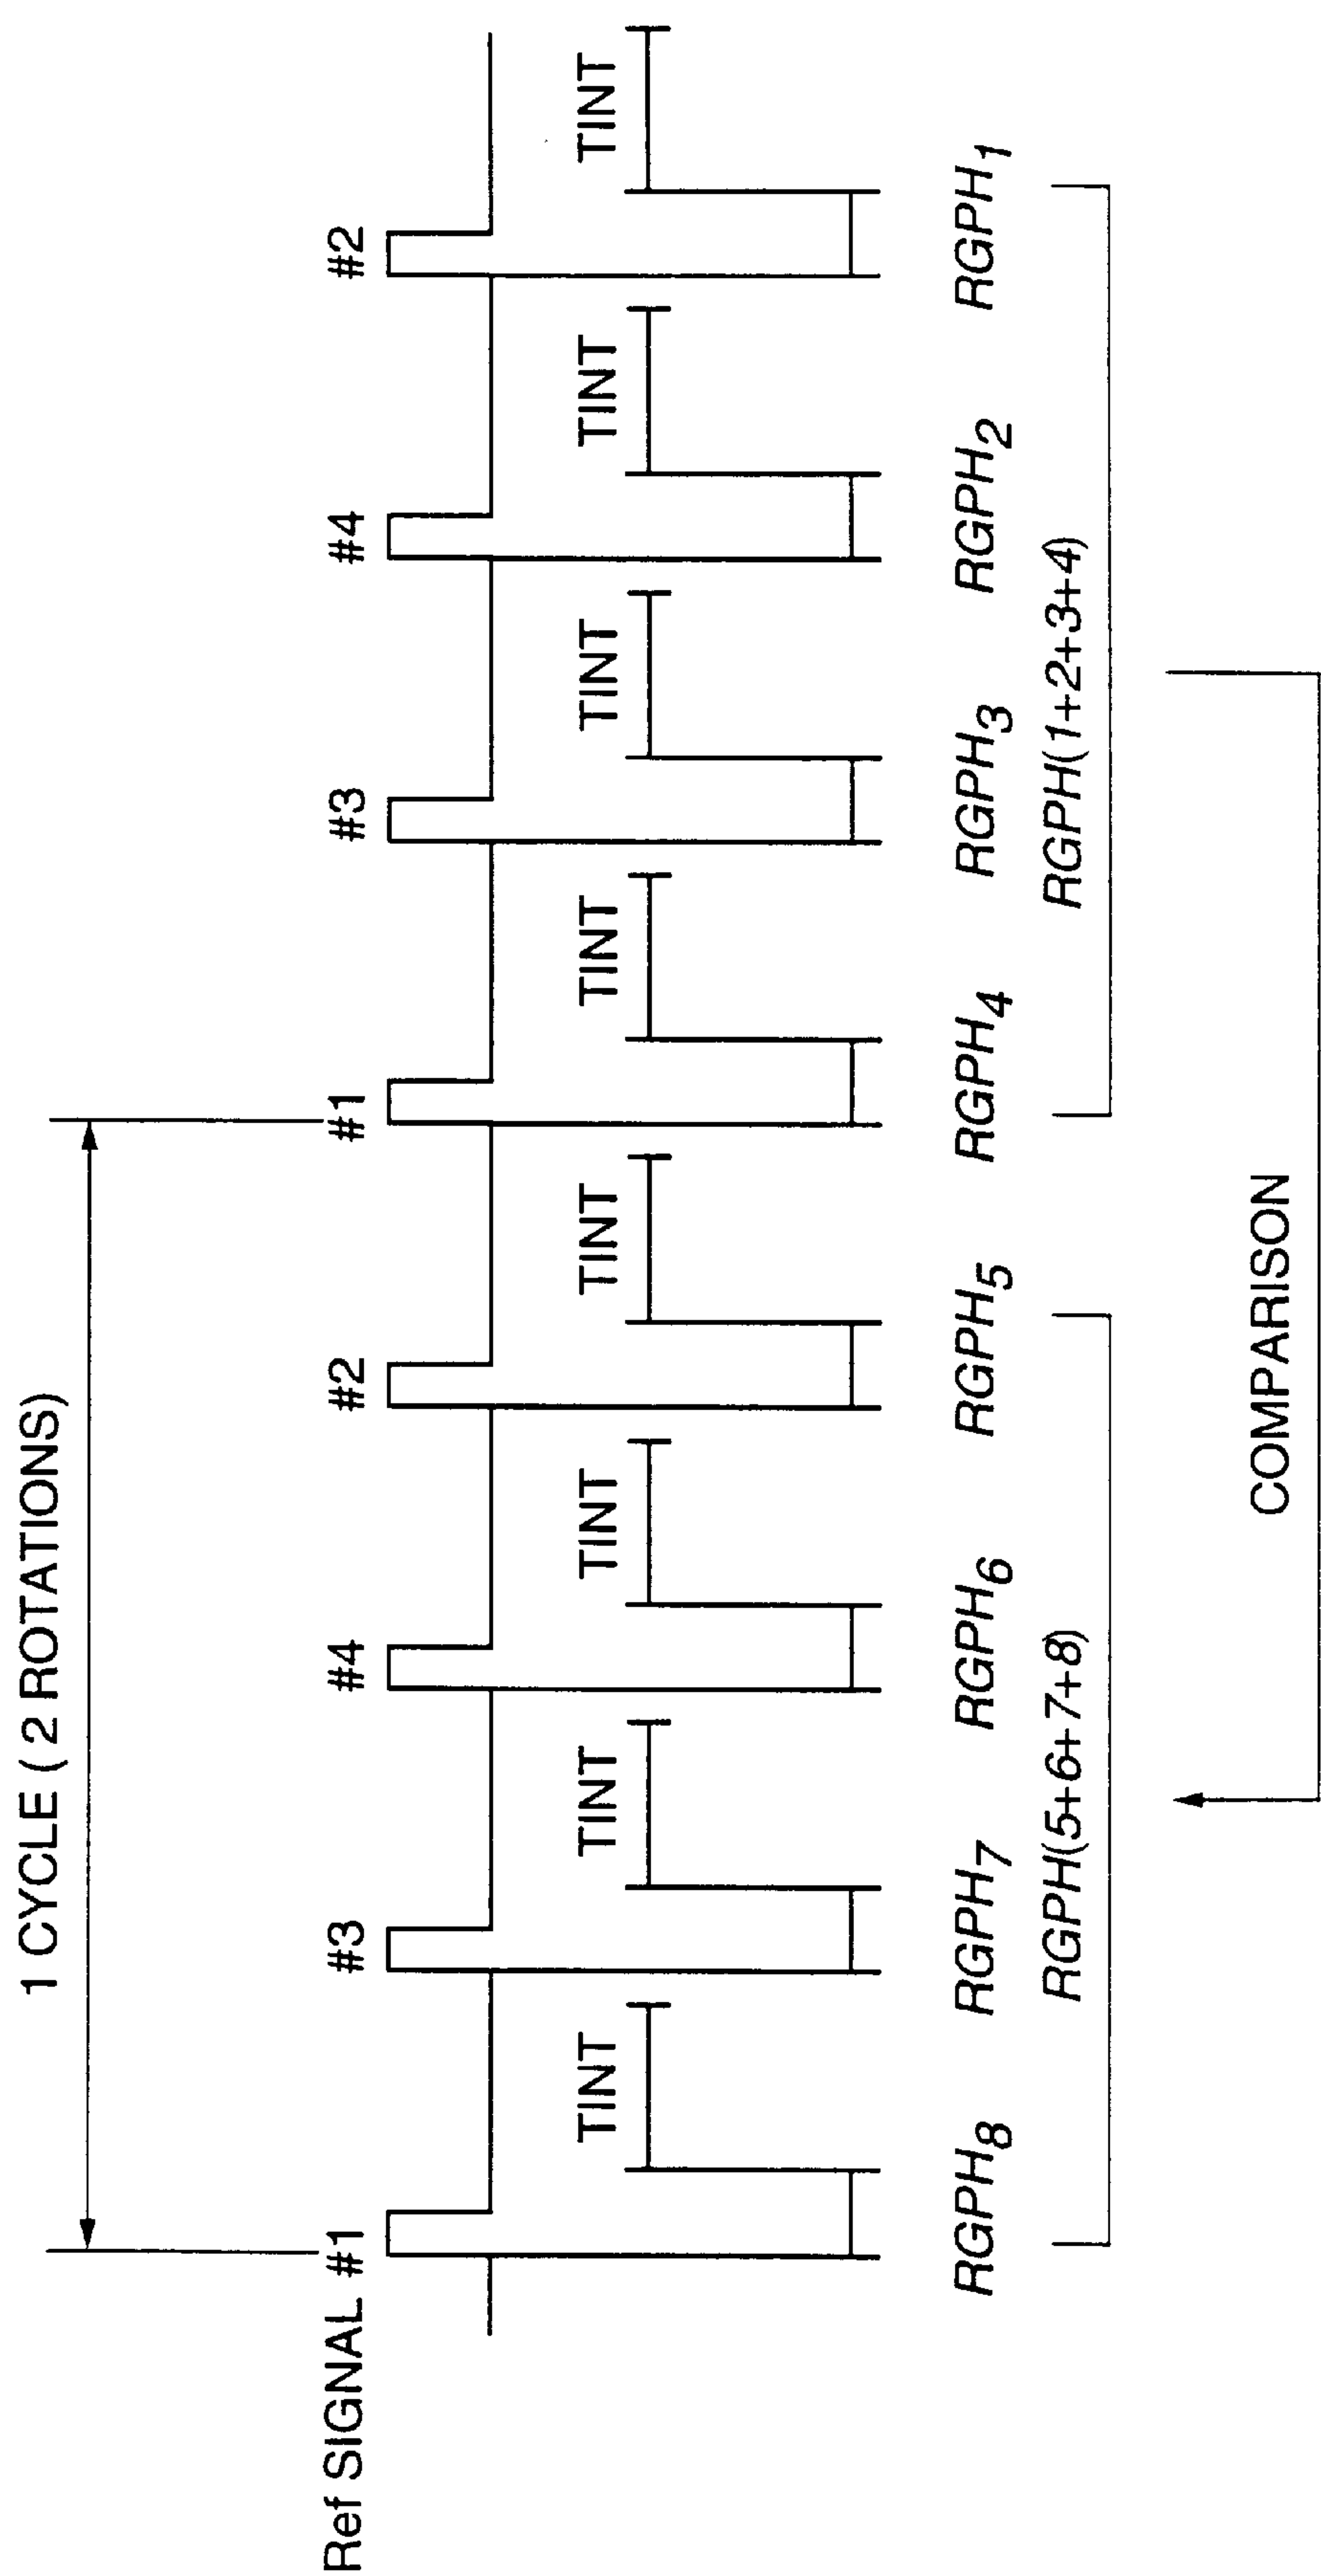 1 CYCLE ( 2 ROTATIONS)
Ref SIGNAL #1 #3 #4 #2 #1 #3 #4 #2
TINT TINT TINT TINT TINT TINT TINT TINT
RGPH8 RGPH7 RGPH6 RGPH5 RGPH4 RGPH3 RGPH2 RGPH1
RGPH(5+6+7+8) RGPH(1+2+3+4)
COMPARISON